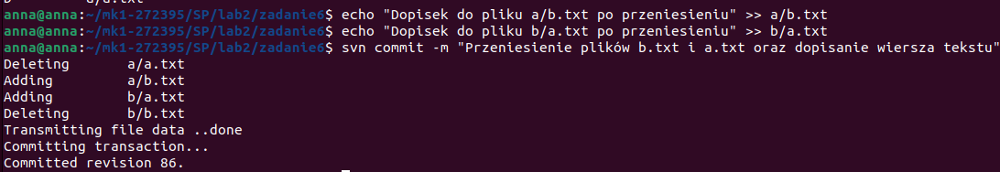 D a/a.txt
anna@anna:~/mk1-272395/SP/lab2/zadanie6$ echo "Dopisek do pliku a/b.txt po przeniesieniu" >> a/b.txt
anna@anna:~/mk1-272395/SP/lab2/zadanie6$ echo "Dopisek do pliku b/a.txt po przeniesieniu" >> b/a.txt
anna@anna:~/mk1-272395/SP/lab2/zadanie6$ svn commit -m "Przeniesienie plików b.txt i a.txt oraz dopisanie wiersza tekstu"
Deleting a/a.txt
Adding a/b.txt
Adding b/a.txt
Deleting b/b.txt
Transmitting file data ..done
Committing transaction...
Committed revision 86.